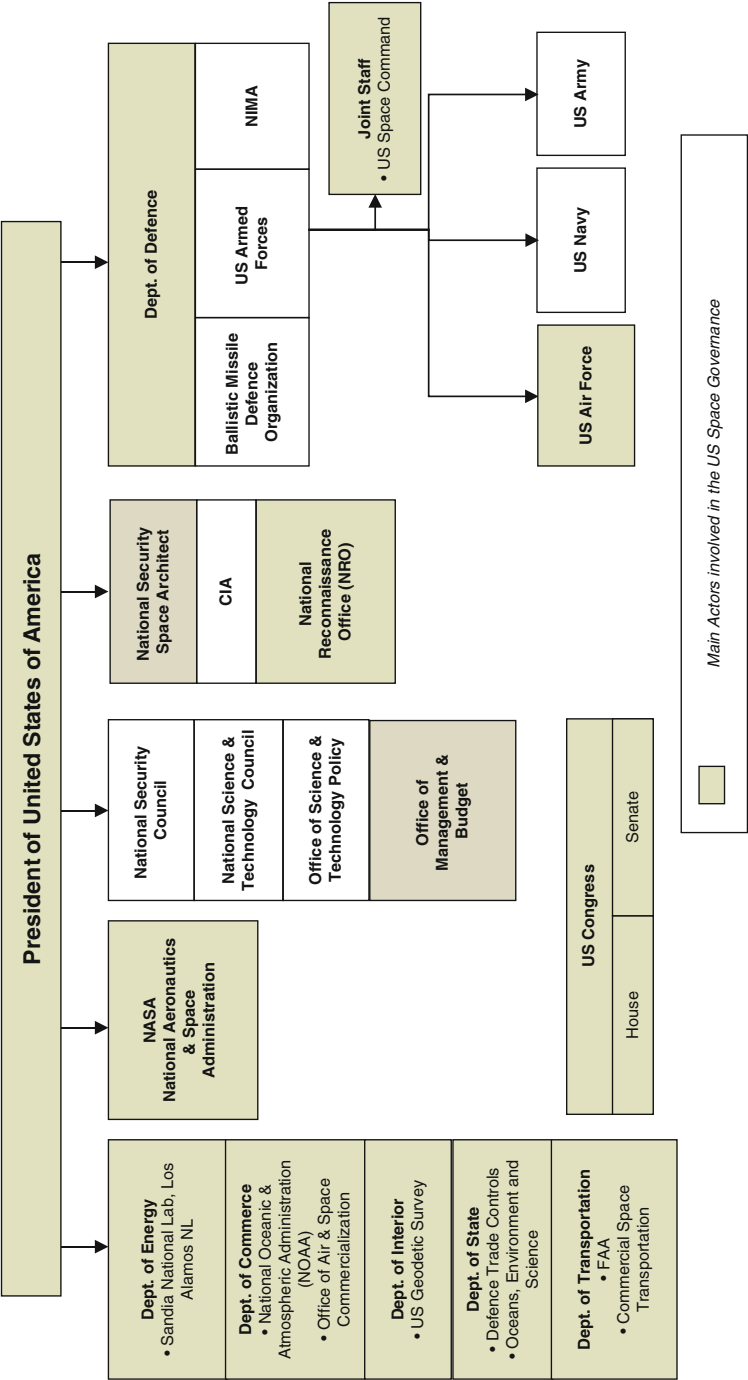 President of United States of America
Dept. of Energy
• Sandia National Lab, Los
Alamos NL
Dept. of Commerce
• National Oceanic &
Atmospheric Administration
(NOAA)
• Office of Air & Space
Commercialization
Dept. of Interior
• US Geodetic Survey
Dept. of State
• Defence Trade Controls
• Oceans, Environment and
Science
Dept. of Transportation
• FAA
• Commercial Space
Transportation
NASA
National Aeronautics
& Space
Administration
National Security
Council
National Science &
Technology Council
Office of Science &
Technology Policy
Office of
Management &
Budget
National Security
Space Architect
CIA
National
Reconnaissance
Office (NRO)
Dept. of Defence
Ballistic Missile
Defence
Organization
US Armed
Forces
NIMA
Joint Staff
• US Space Command
US Air Force
US Navy
US Army
US Congress
House
Senate
Main Actors involved in the US Space Governance